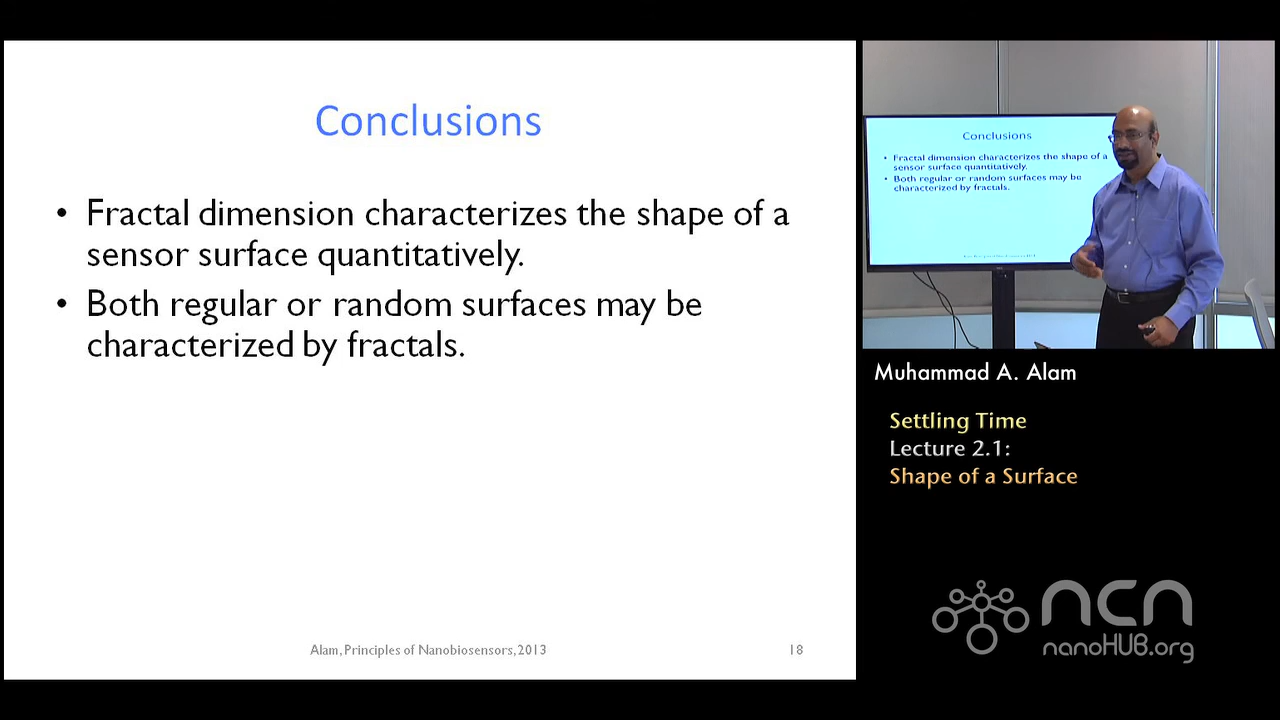 Conclusions
• Fractal dimension characterizes the shape of a
sensor surface quantitatively.
• Both regular or random surfaces may be
characterized by fractals.
Alam, Principles of Nanobiosensors, 2013
18
Conclusions
• Fractal dimension characterizes the shape of a
sensor surface quantitatively.
• Both regular or random surfaces may be
characterized by fractals.
Muhammad A. Alam
Settling Time
Lecture 2.1:
Shape of a Surface
ncn
nanoHUB.org